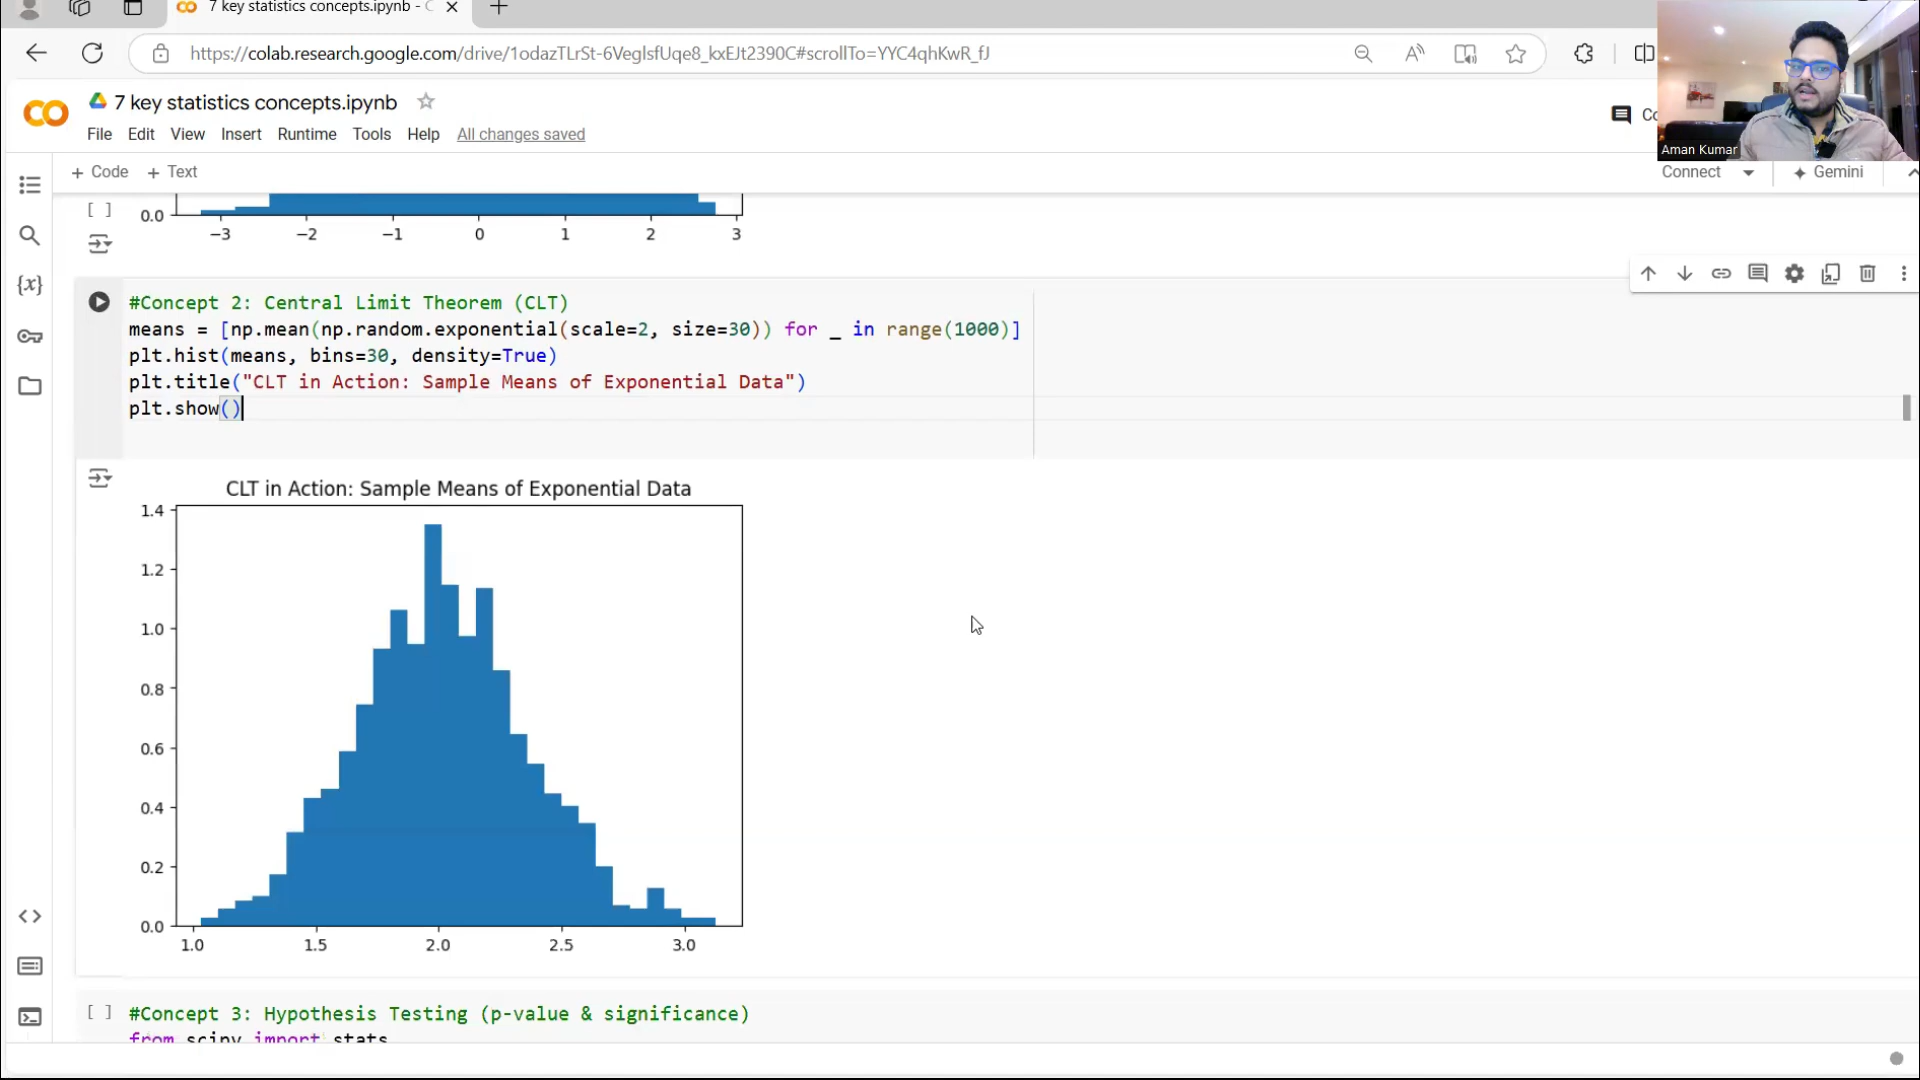 7 key statistics concepts.ipynb - C
https://colab.research.google.com/drive/1odazTLrSt-6VeglsfUqe8_kxEJt2390C#scrollTo=YYC4qhKwR_fJ
7 key statistics concepts.ipynb
File Edit View Insert Runtime Tools Help All changes saved
Co
Aman Kumar
+ Code + Text
Connect
Gemini
[ ]
0.0
−3 −2 −1 0 1 2 3
#Concept 2: Central Limit Theorem (CLT)
means = [np.mean(np.random.exponential(scale=2, size=30)) for _ in range(1000)]
plt.hist(means, bins=30, density=True)
plt.title("CLT in Action: Sample Means of Exponential Data")
plt.show()
CLT in Action: Sample Means of Exponential Data
1.4
1.2
1.0
0.8
0.6
0.4
0.2
0.0
1.0 1.5 2.0 2.5 3.0
[ ] #Concept 3: Hypothesis Testing (p-value & significance)
from scipy import stats